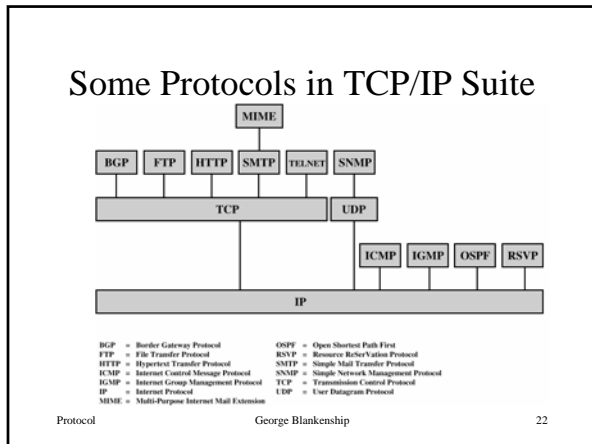 Some Protocols in TCP/IP Suite
MIME
BGP FTP HTTP SMTP TELNET SNMP
TCP UDP
ICMP IGMP OSPF RSVP
IP
BGP = Border Gateway Protocol
FTP = File Transfer Protocol
HTTP = Hypertext Transfer Protocol
ICMP = Internet Control Message Protocol
IGMP = Internet Group Management Protocol
IP = Internet Protocol
MIME = Multi-Purpose Internet Mail Extension
OSPF = Open Shortest Path First
RSVP = Resource ReSerVation Protocol
SMTP = Simple Mail Transfer Protocol
SNMP = Simple Network Management Protocol
TCP = Transmission Control Protocol
UDP = User Datagram Protocol
Protocol George Blankenship 22